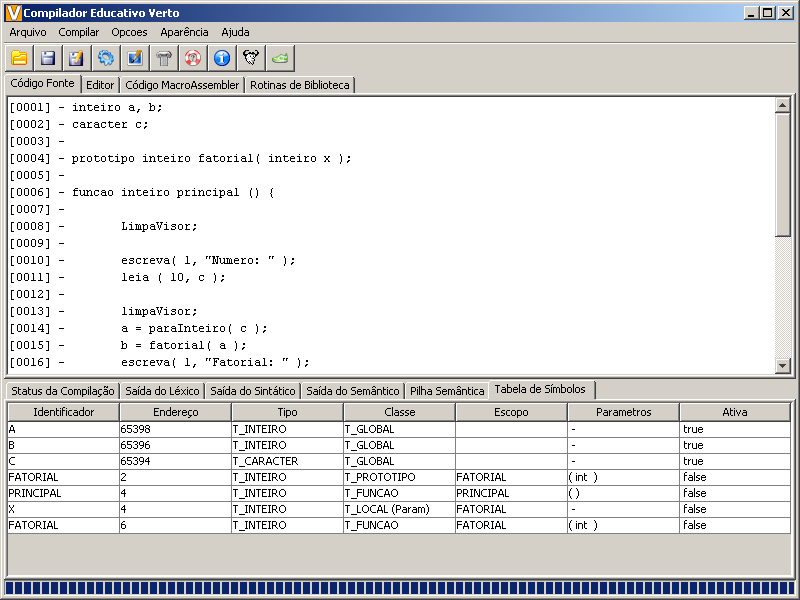 Compilador Educativo Verto
Arquivo Compilar Opcoes Aparência Ajuda
Código Fonte Editor Código MacroAssembler Rotinas de Biblioteca
[0001] - inteiro a, b;
[0002] - caracter c;
[0003] -
[0004] - prototipo inteiro fatorial( inteiro x );
[0005] -
[0006] - funcao inteiro principal () {
[0007] -
[0008] - LimpaVisor;
[0009] -
[0010] - escreva( 1, "Numero: " );
[0011] - leia ( 10, c );
[0012] -
[0013] - limpaVisor;
[0014] - a = paraInteiro( c );
[0015] - b = fatorial( a );
[0016] - escreva( 1, "Fatorial: " );
Status da Compilação Saída do Léxico Saída do Sintático Saída do Semântico Pilha Semântica Tabela de Símbolos
Identificador Endereço Tipo Classe Escopo Parametros Ativa
A 65398 T_INTEIRO T_GLOBAL - true
B 65396 T_INTEIRO T_GLOBAL - true
C 65394 T_CARACTER T_GLOBAL - true
FATORIAL 2 T_INTEIRO T_PROTOTIPO FATORIAL ( int ) false
PRINCIPAL 4 T_INTEIRO T_FUNCAO PRINCIPAL ( ) false
X 4 T_INTEIRO T_LOCAL (Param) FATORIAL - false
FATORIAL 6 T_INTEIRO T_FUNCAO FATORIAL ( int ) false